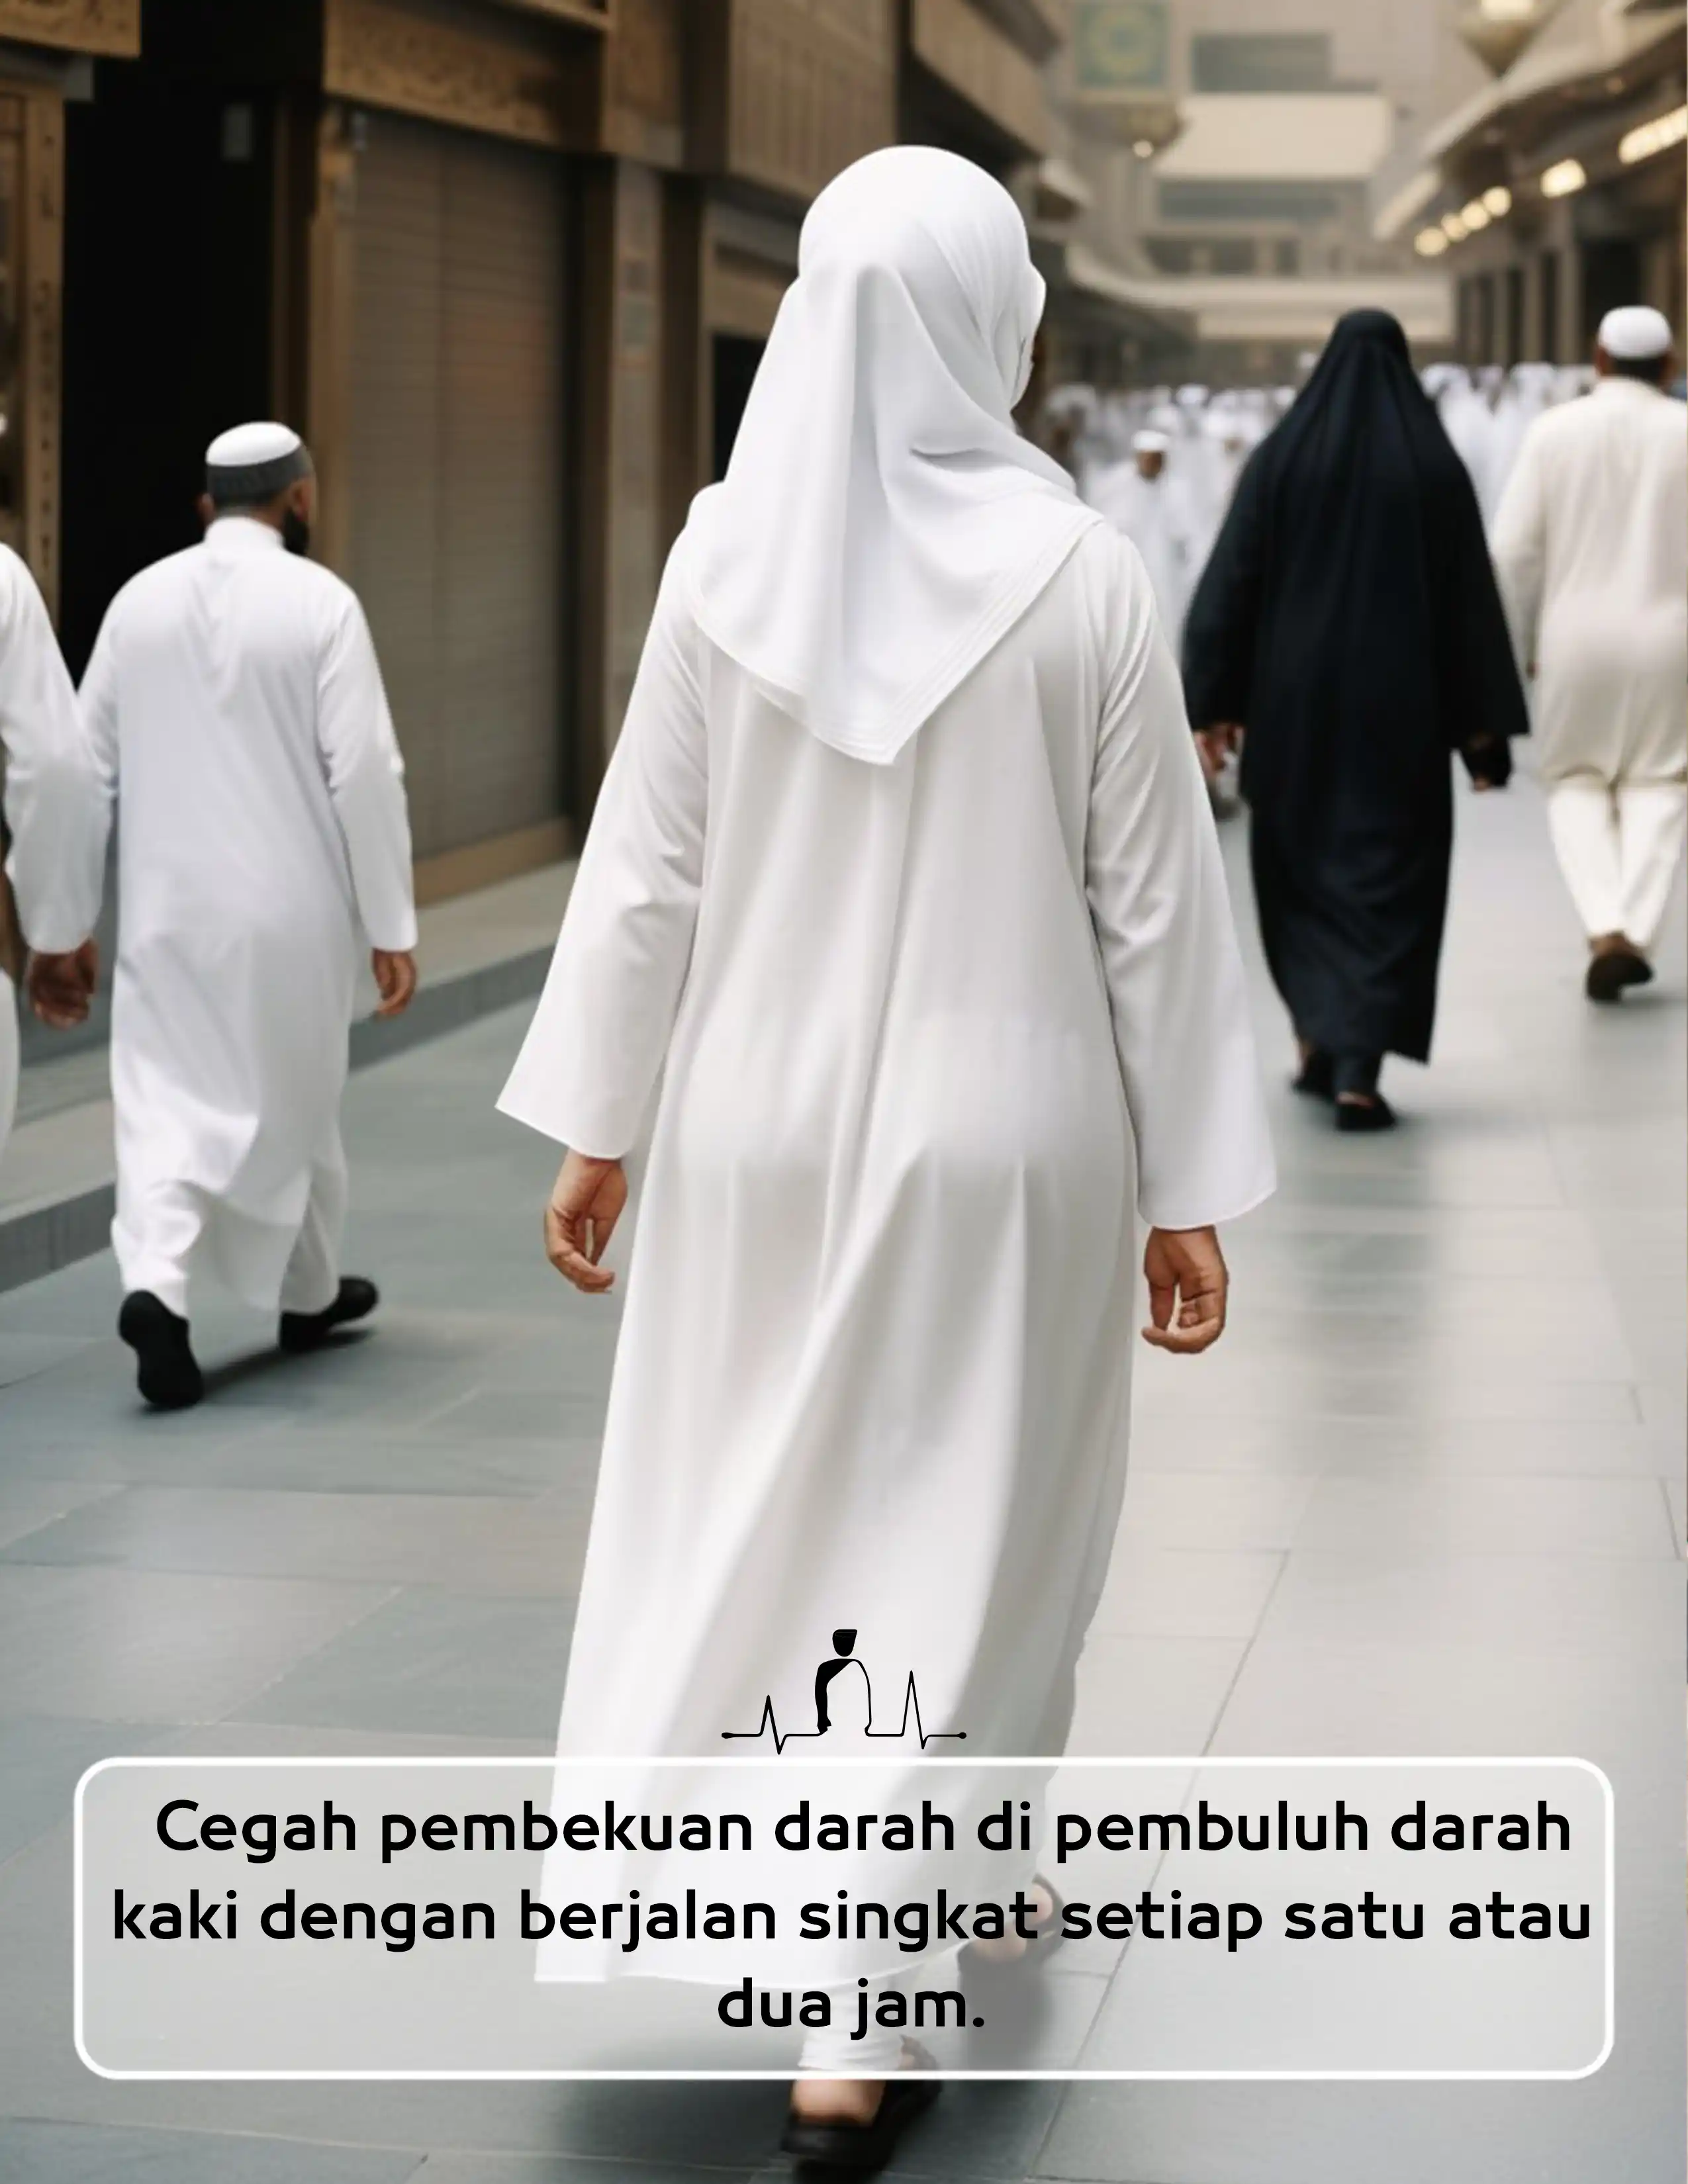 Cegah pembekuan darah di pembuluh darah
kaki dengan berjalan singkat setiap satu atau
dua jam.